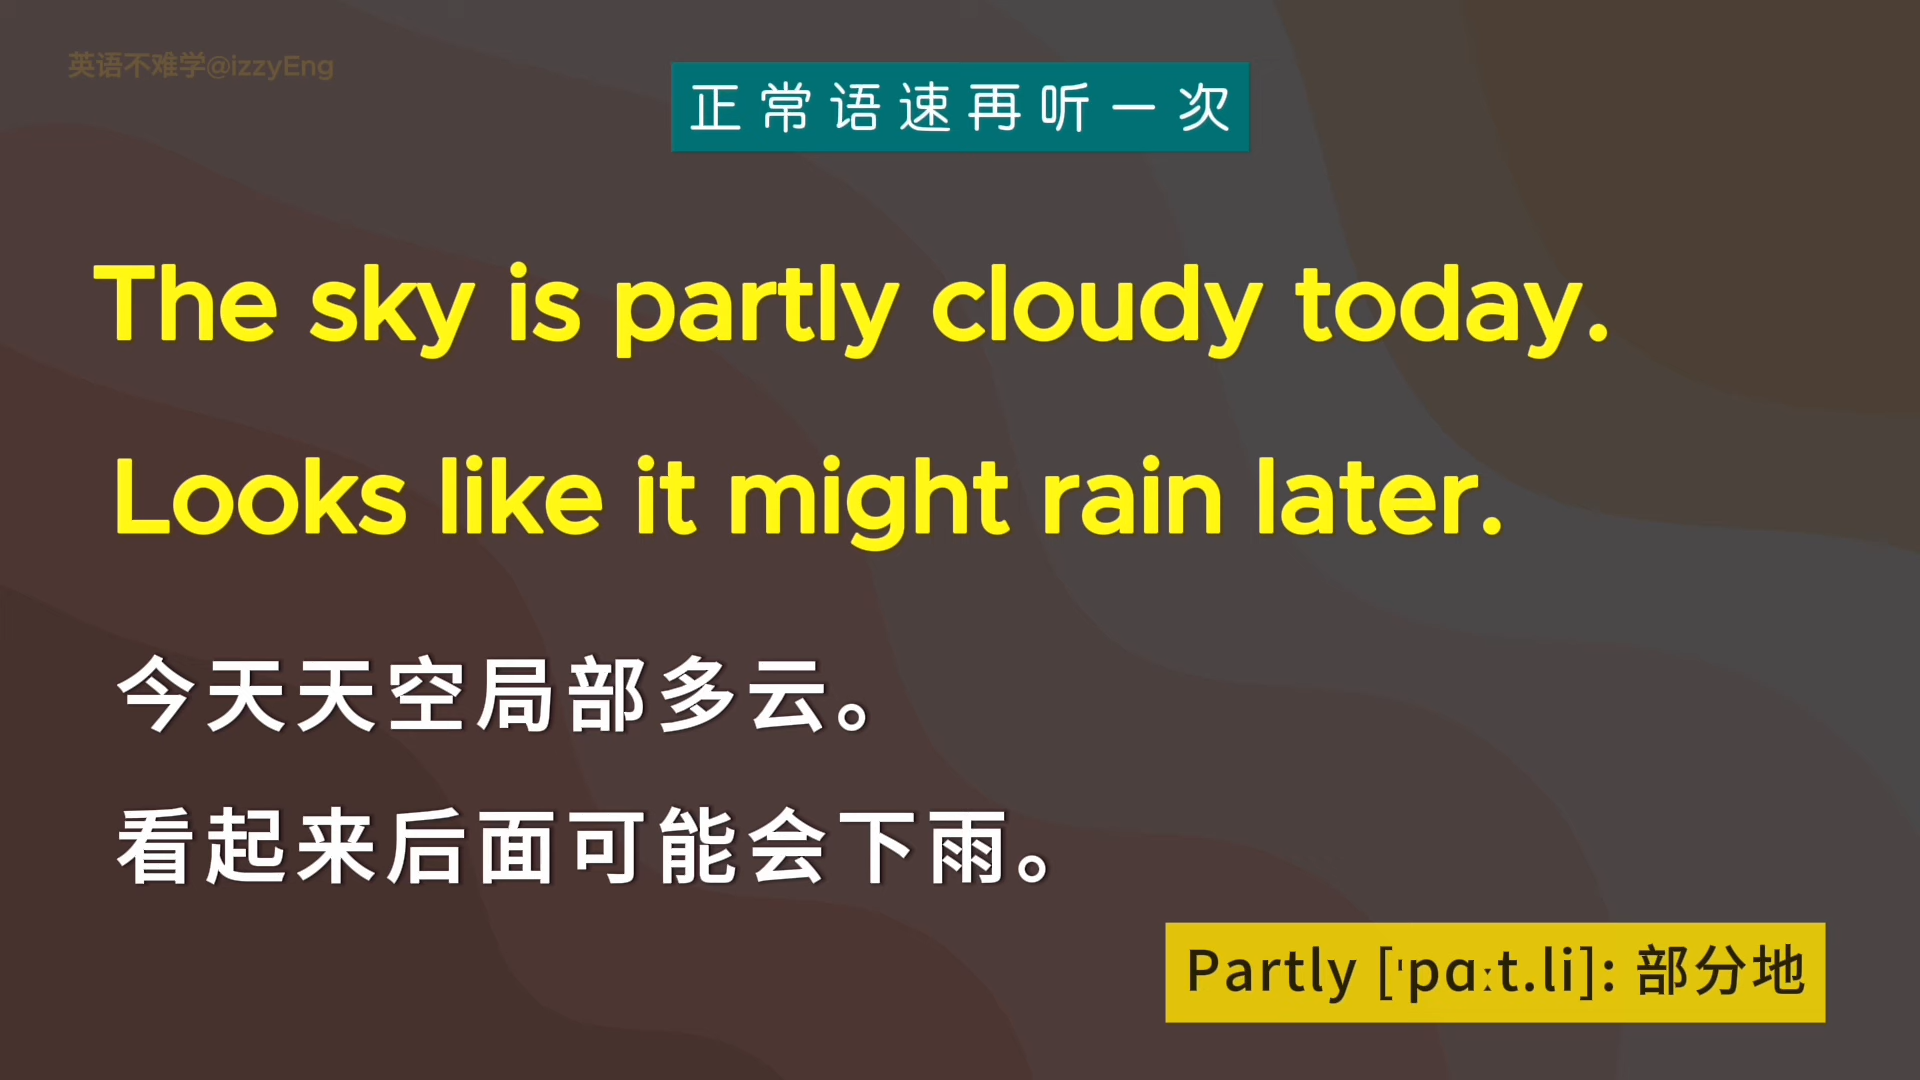 英语不难学@izzyEng
正常语速再听一次
The sky is partly cloudy today.
Looks like it might rain later.
今天天空局部多云。
看起来后面可能会下雨。
Partly [ˈpɑːt.li]: 部分地